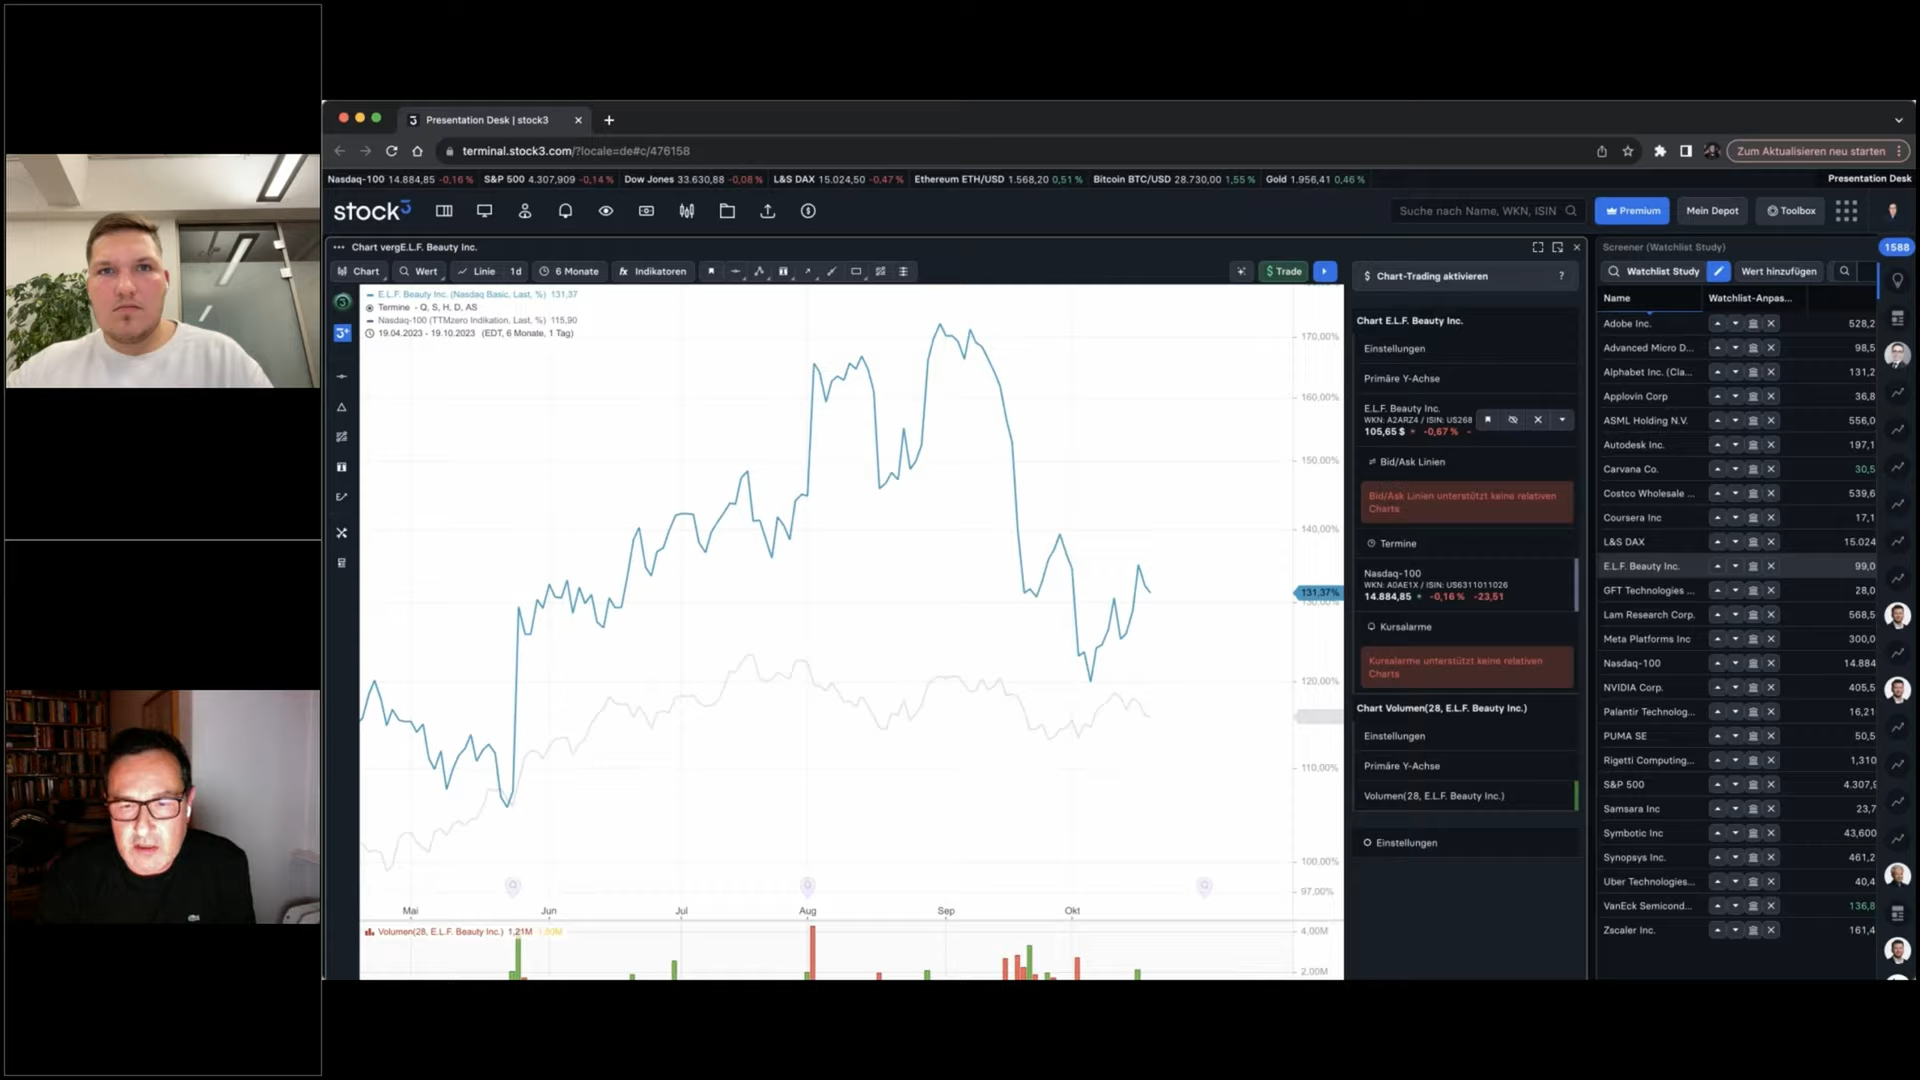 Presentation Desk | stock3
terminal.stock3.com/?locale=de#c/476158
Zum Aktualisieren neu starten
Nasdaq-100 14.884,85 -0,16 % S&P 500 4.307,909 -0,14 % Dow Jones 33.630,88 -0,08 % L&S DAX 15.024,50 -0,47 % Ethereum ETH/USD 1.568,20 0,51 % Bitcoin BTC/USD 28.730,00 1,55 % Gold 1.956,41 0,46 %
Presentation Desk
stock3
Suche nach Name, WKN, ISIN
Premium
Mein Depot
Toolbox
Chart vergE.L.F. Beauty Inc.
Chart Wert Linie 1d 6 Monate fx Indikatoren
$ Trade
E.L.F. Beauty Inc. (Nasdaq Basic, Last, %) 131,37
Termine - Q, S, H, D, AS
Nasdaq-100 (TTMzero Indikation, Last, %) 115,90
19.04.2023 - 19.10.2023 (EDT, 6 Monate, 1 Tag)
170,00%
160,00%
150,00%
140,00%
131,37%
130,00%
120,00%
110,00%
100,00%
97,00%
Mai Jun Jul Aug Sep Okt
Volumen(28, E.L.F. Beauty Inc.) 1,21M
4,00M
2,00M
$ Chart-Trading aktivieren ?
Chart E.L.F. Beauty Inc.
Einstellungen
Primäre Y-Achse
E.L.F. Beauty Inc.
WKN: A2ARZ4 / ISIN: US268
105,65 $ -0,67 % -
Bid/Ask Linien
Bid/Ask Linien unterstützt keine relativen
Charts
Termine
Nasdaq-100
WKN: A0AE1X / ISIN: US6311011026
14.884,85 -0,16 % -23,51
Kursalarme
Kursalarme unterstützt keine relativen
Charts
Chart Volumen(28, E.L.F. Beauty Inc.)
Einstellungen
Primäre Y-Achse
Volumen(28, E.L.F. Beauty Inc.)
Einstellungen
Screener (Watchlist Study)
1588
Watchlist Study
Wert hinzufügen
Name Watchlist-Anpas...
Adobe Inc. 528,2
Advanced Micro D... 98,5
Alphabet Inc. (Cla... 131,2
Applovin Corp 36,8
ASML Holding N.V. 556,0
Autodesk Inc. 197,1
Carvana Co. 30,5
Costco Wholesale ... 539,6
Coursera Inc 17,1
L&S DAX 15.024
E.L.F. Beauty Inc. 99,0
GFT Technologies ... 28,0
Lam Research Corp. 568,5
Meta Platforms Inc 300,0
Nasdaq-100 14.884
NVIDIA Corp. 405,5
Palantir Technolog... 16,21
PUMA SE 50,5
Rigetti Computing... 1,310
S&P 500 4.307,9
Samsara Inc 23,7
Symbotic Inc 43,600
Synopsys Inc. 461,2
Uber Technologies... 40,4
VanEck Semicond... 136,8
Zscaler Inc. 161,4